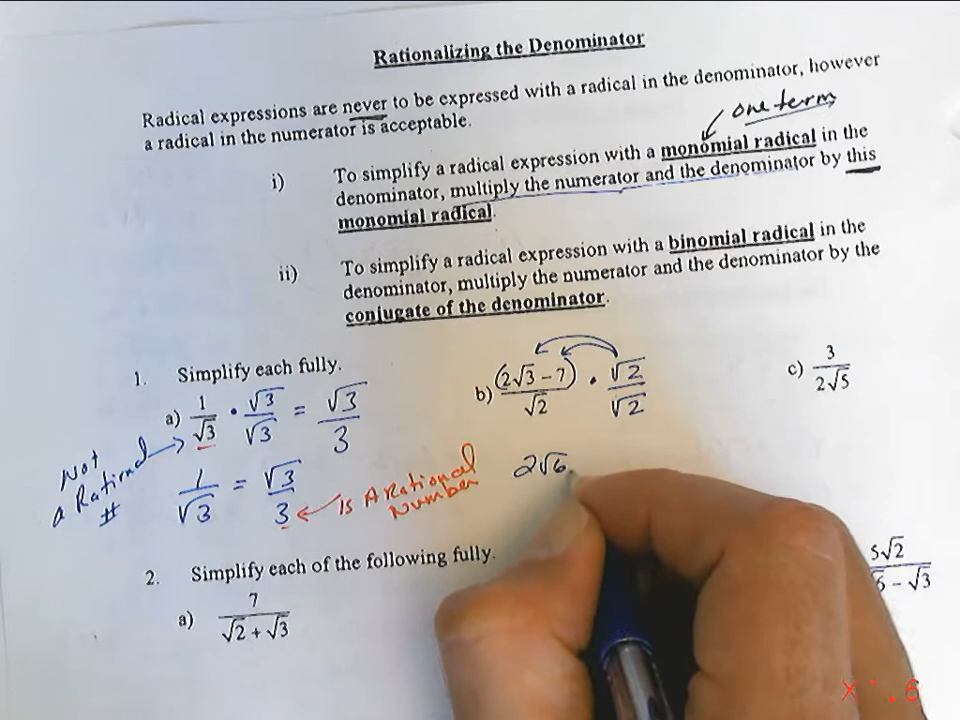 Rationalizing the Denominator
Radical expressions are never to be expressed with a radical in the denominator, however
a radical in the numerator is acceptable.
one term
i) To simplify a radical expression with a monomial radical in the
denominator, multiply the numerator and the denominator by this
monomial radical.
ii) To simplify a radical expression with a binomial radical in the
denominator, multiply the numerator and the denominator by the
conjugate of the denominator.
1. Simplify each fully.
a) 1/√3 · √3/√3 = √3/3
Not
a Rational
#
1/√3 = √3/3
Is A Rational
Number
b) (2√3 - 7)/√2 · √2/√2
2√6
c) 3/(2√5)
2. Simplify each of the following fully.
a) 7/(√2 + √3)
5√2
- √3